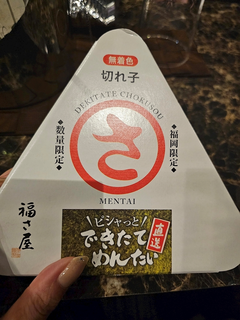 無着色
切れ子
DEKITATE CHOKUSOU
さ
MENTAI
◆数量限定◆
◆福岡限定◆
福さ屋
ビシャっと
できたて
めんたい
直送